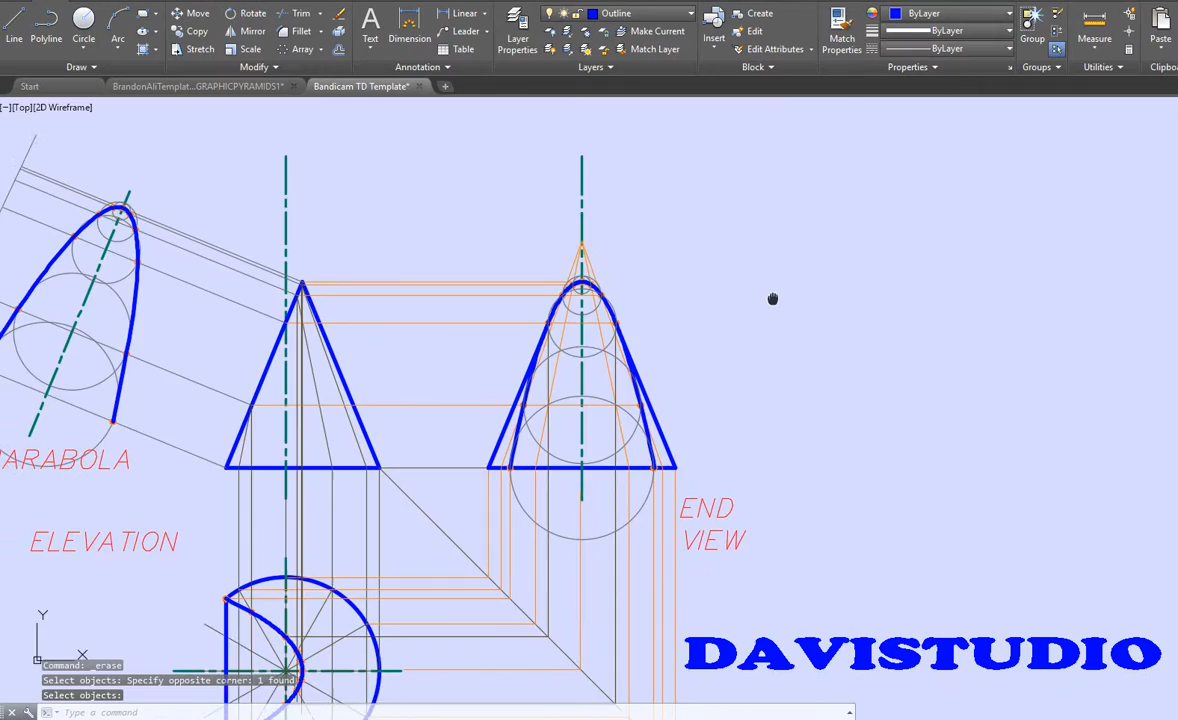 Line
Polyline
Circle
Arc
Move
Rotate
Trim
Copy
Mirror
Fillet
Stretch
Scale
Array
Draw
Modify
Text
Dimension
Linear
Leader
Table
Annotation
Layer
Properties
Outline
Make Current
Match Layer
Layers
Insert
Create
Edit
Edit Attributes
Block
Match
Properties
ByLayer
ByLayer
ByLayer
Properties
Group
Groups
Measure
Utilities
Paste
Clipboa
Start
BrandonAliTemplat...GRAPHICPYRAMIDS1*
Bandicam TD Template*
[−][Top][2D Wireframe]
PARABOLA
ELEVATION
END
VIEW
Y
X
DAVISTUDIO
Command: _erase
Select objects: Specify opposite corner: 1 found
Select objects:
Type a command